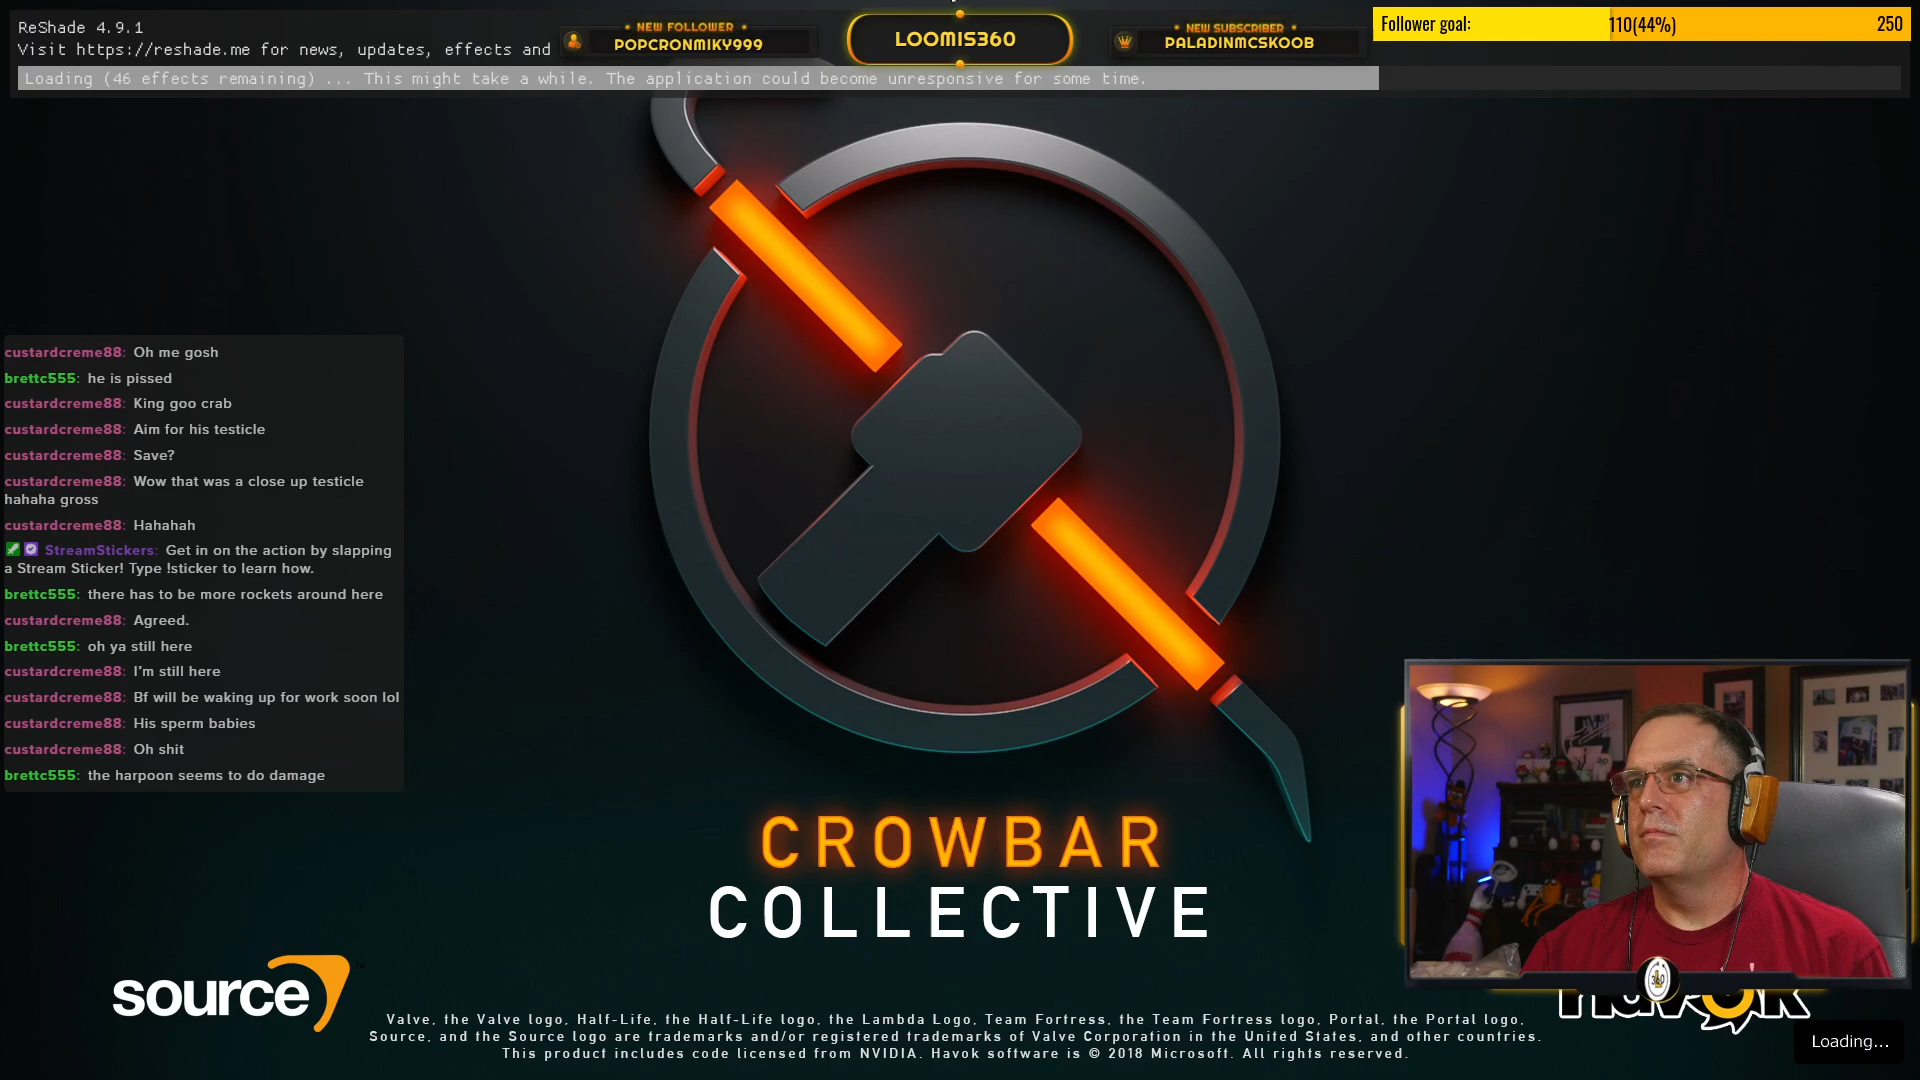 ReShade 4.9.1
Visit https://reshade.me for news, updates, effects and
Loading (46 effects remaining) ... This might take a while. The application could become unresponsive for some time.
• NEW FOLLOWER •
POPCRONMIKY999
LOOMIS360
• NEW SUBSCRIBER •
PALADINMCSKOOB
Follower goal: 110(44%) 250
custardcreme88: Oh me gosh
brettc555: he is pissed
custardcreme88: King goo crab
custardcreme88: Aim for his testicle
custardcreme88: Save?
custardcreme88: Wow that was a close up testicle
hahaha gross
custardcreme88: Hahahah
StreamStickers: Get in on the action by slapping
a Stream Sticker! Type !sticker to learn how.
brettc555: there has to be more rockets around here
custardcreme88: Agreed.
brettc555: oh ya still here
custardcreme88: I'm still here
custardcreme88: Bf will be waking up for work soon lol
custardcreme88: His sperm babies
custardcreme88: Oh shit
brettc555: the harpoon seems to do damage
CROWBAR
COLLECTIVE
source
Valve, the Valve logo, Half-Life, the Half-Life logo, the Lambda Logo, Team Fortress, the Team Fortress logo, Portal, the Portal logo,
Source, and the Source logo are trademarks and/or registered trademarks of Valve Corporation in the United States, and other countries.
This product includes code licensed from NVIDIA. Havok software is © 2018 Microsoft. All rights reserved.
havok
360
Loading...